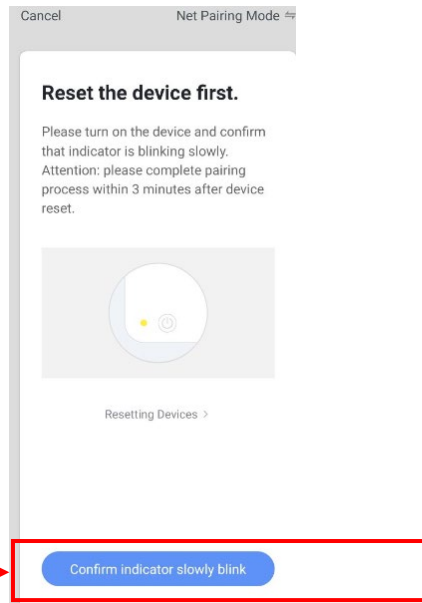 Cancel Net Pairing Mode ⇋
Reset the device first.
Please turn on the device and confirm
that indicator is blinking slowly.
Attention: please complete pairing
process within 3 minutes after device
reset.
Resetting Devices >
Confirm indicator slowly blink